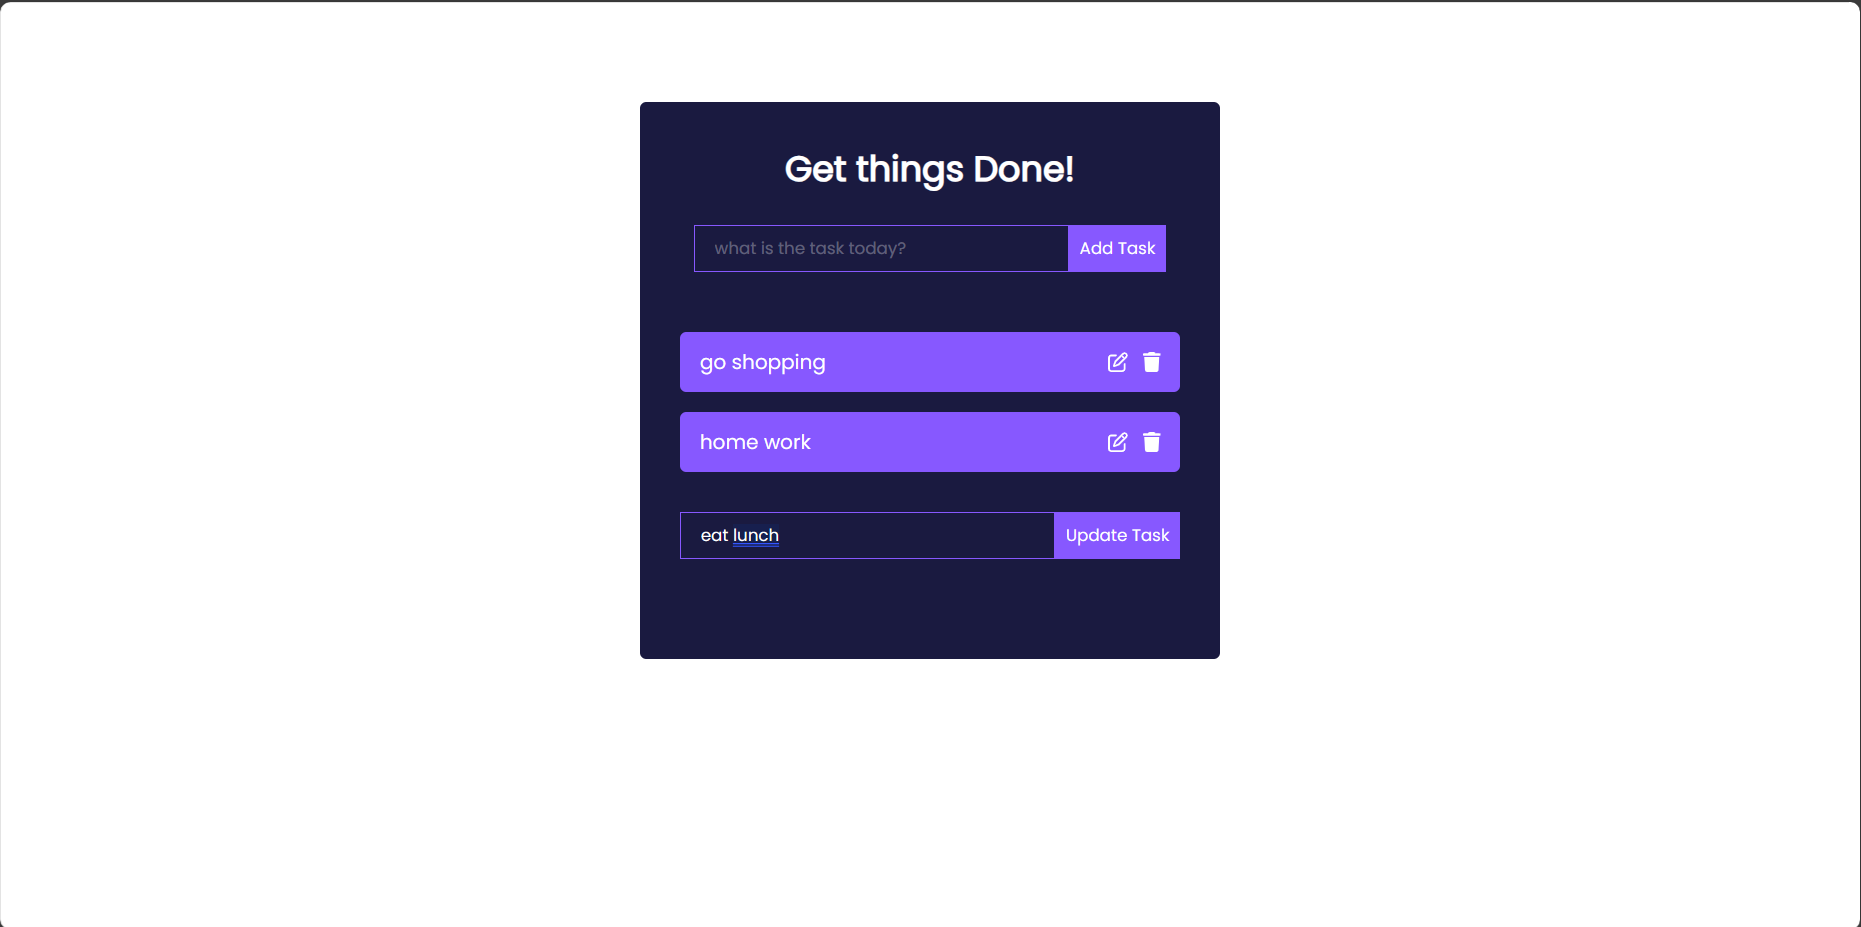 Get things Done!
what is the task today? Add Task
go shopping
home work
eat lunch Update Task